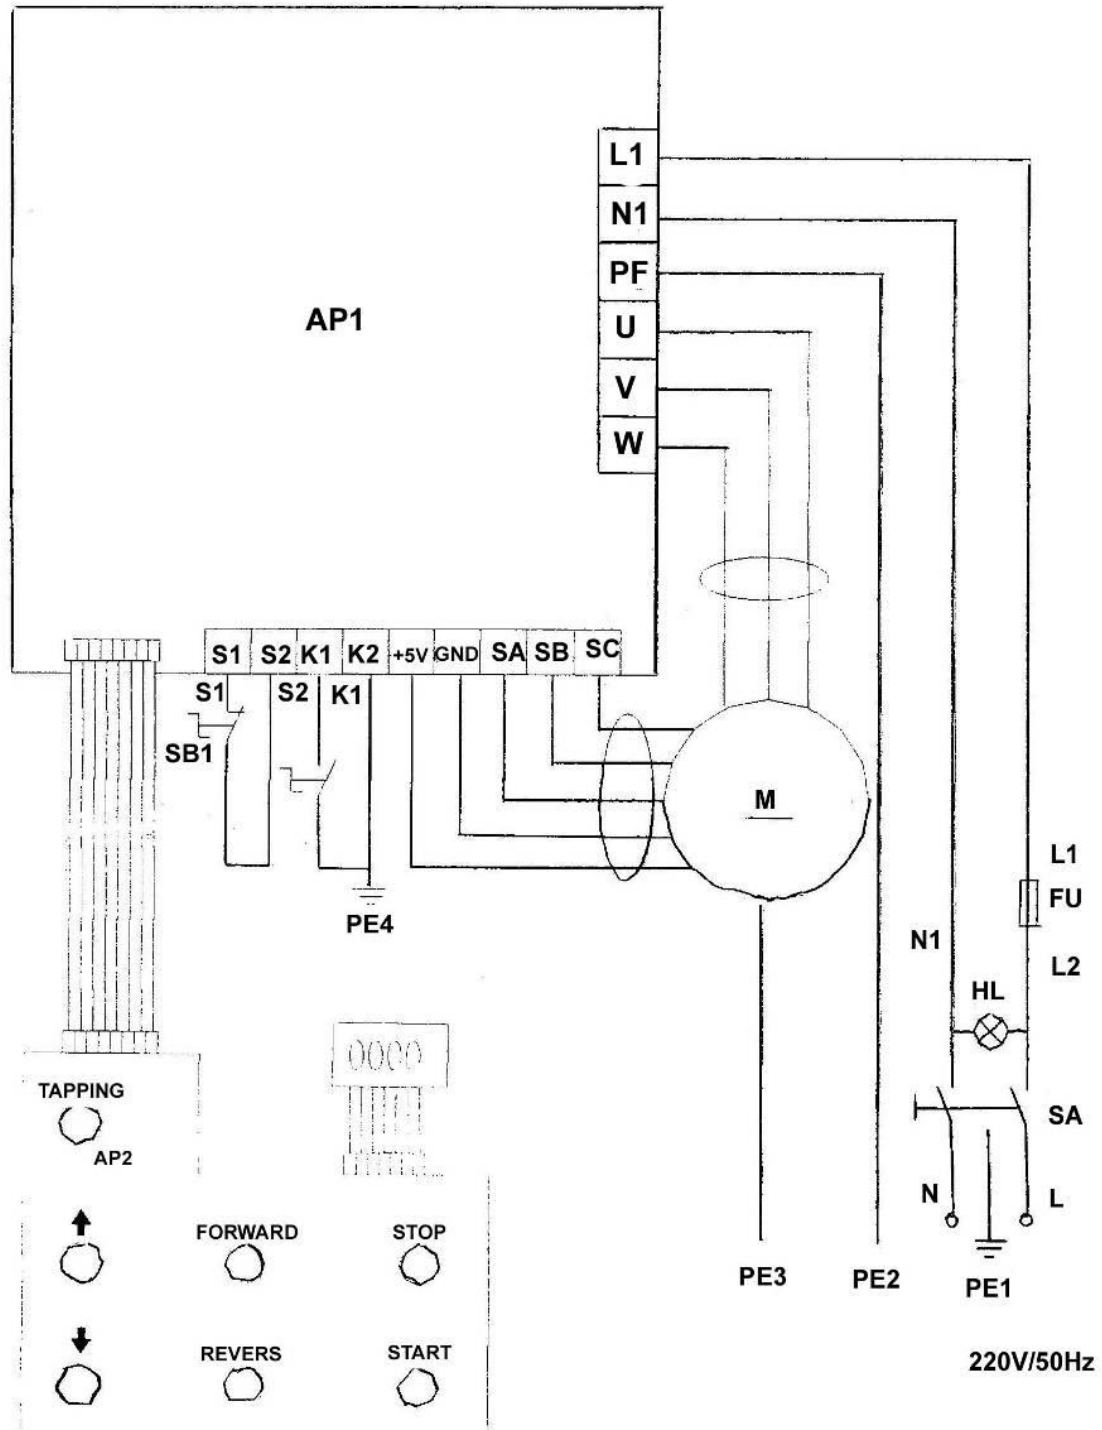 L1
N1
PF
U
V
W
AP1
S1 S2 K1 K2 +5V GND SA SB SC
S1 S2 K1
SB1
M
PE4
L1
FU
N1
L2
HL
0000
TAPPING
AP2
SA
N L
FORWARD STOP
PE3 PE2 PE1
REVERS START
220V/50Hz